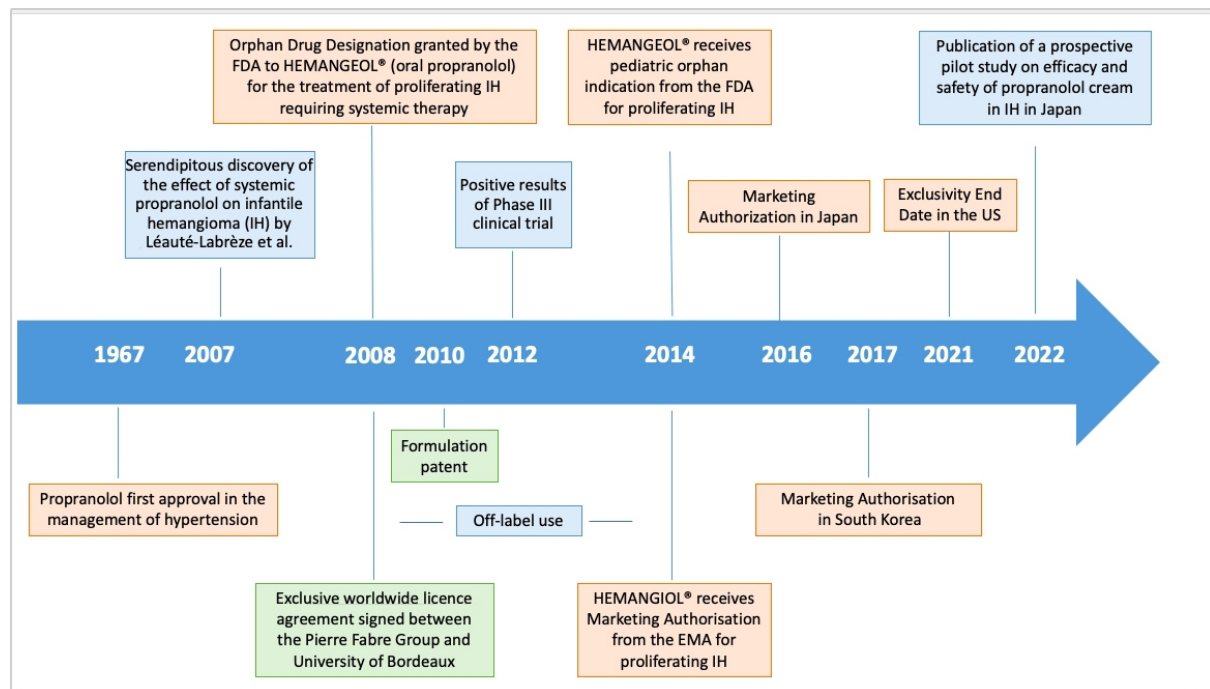 Orphan Drug Designation granted by the
FDA to HEMANGEOL® (oral propranolol)
for the treatment of proliferating IH
requiring systemic therapy
HEMANGEOL® receives
pediatric orphan
indication from the FDA
for proliferating IH
Publication of a prospective
pilot study on efficacy and
safety of propranolol cream
in IH in Japan
Serendipitous discovery of
the effect of systemic
propranolol on infantile
hemangioma (IH) by
Léauté-Labrèze et al.
Positive results
of Phase III
clinical trial
Marketing
Authorization in Japan
Exclusivity End
Date in the US
1967 2007 2008 2010 2012 2014 2016 2017 2021 2022
Formulation
patent
Propranolol first approval in the
management of hypertension
Off-label use
Marketing Authorisation
in South Korea
Exclusive worldwide licence
agreement signed between
the Pierre Fabre Group and
University of Bordeaux
HEMANGIOL® receives
Marketing Authorisation
from the EMA for
proliferating IH